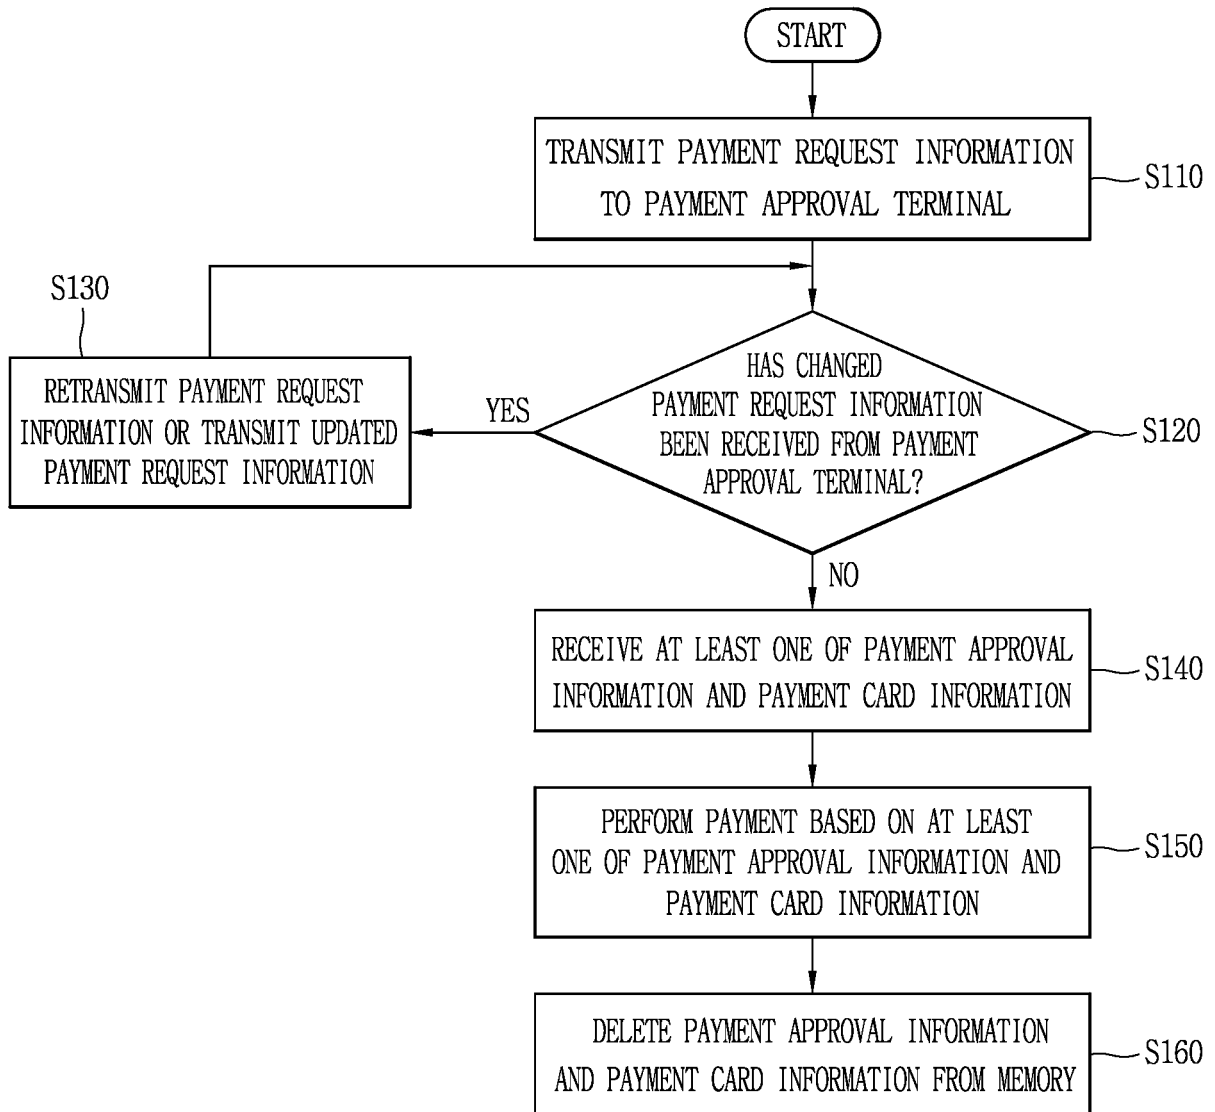 START
TRANSMIT PAYMENT REQUEST INFORMATION
TO PAYMENT APPROVAL TERMINAL
S110
S130
RETRANSMIT PAYMENT REQUEST
INFORMATION OR TRANSMIT UPDATED
PAYMENT REQUEST INFORMATION
YES
HAS CHANGED
PAYMENT REQUEST INFORMATION
BEEN RECEIVED FROM PAYMENT
APPROVAL TERMINAL?
S120
NO
RECEIVE AT LEAST ONE OF PAYMENT APPROVAL
INFORMATION AND PAYMENT CARD INFORMATION
S140
PERFORM PAYMENT BASED ON AT LEAST
ONE OF PAYMENT APPROVAL INFORMATION AND
PAYMENT CARD INFORMATION
S150
DELETE PAYMENT APPROVAL INFORMATION
AND PAYMENT CARD INFORMATION FROM MEMORY
S160